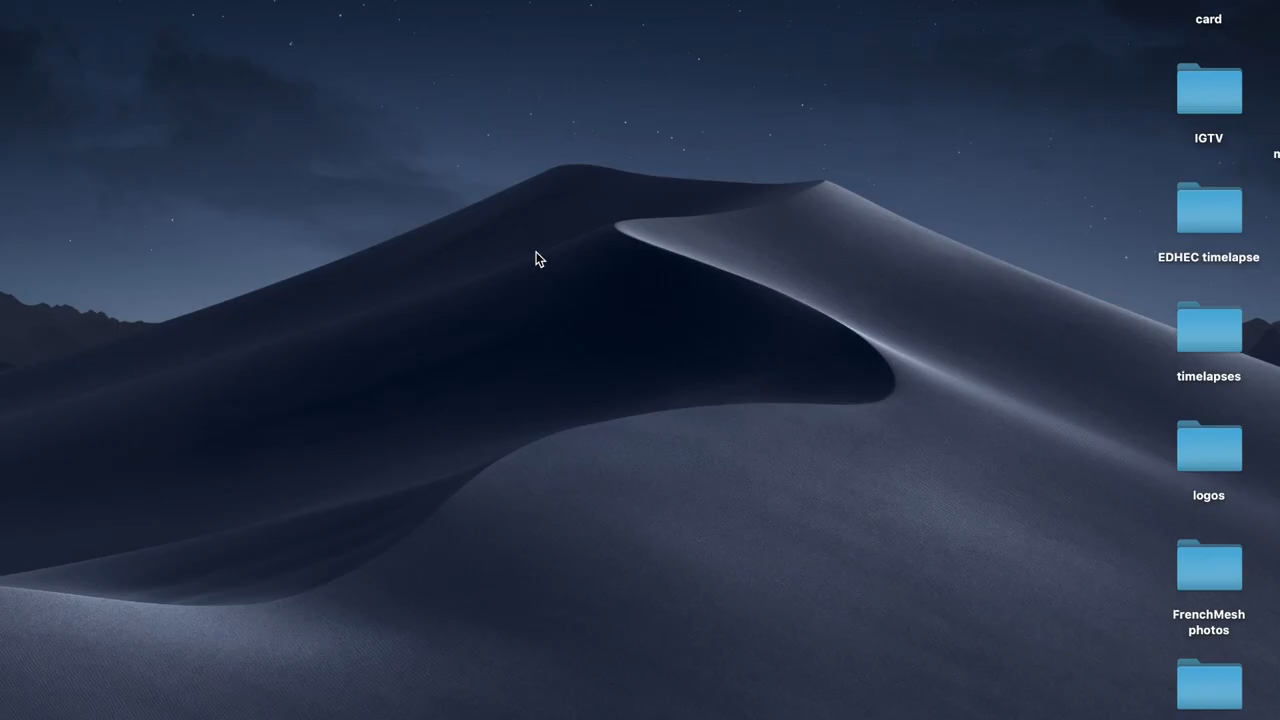 card
IGTV
EDHEC timelapse
timelapses
logos
FrenchMesh
photos